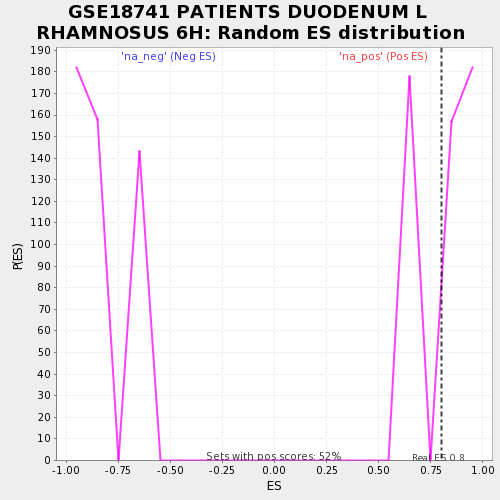 GSE18741 PATIENTS DUODENUM L
RHAMNOSUS 6H: Random ES distribution
'na_neg' (Neg ES) 'na_pos' (Pos ES)
190
180
170
160
150
140
130
120
110
100
90
80
70
60
50
40
30
20
10
0
P(ES)
Sets with pos scores: 52%
Real ES 0.8
-1.00 -0.75 -0.50 -0.25 0.00 0.25 0.50 0.75 1.00
ES